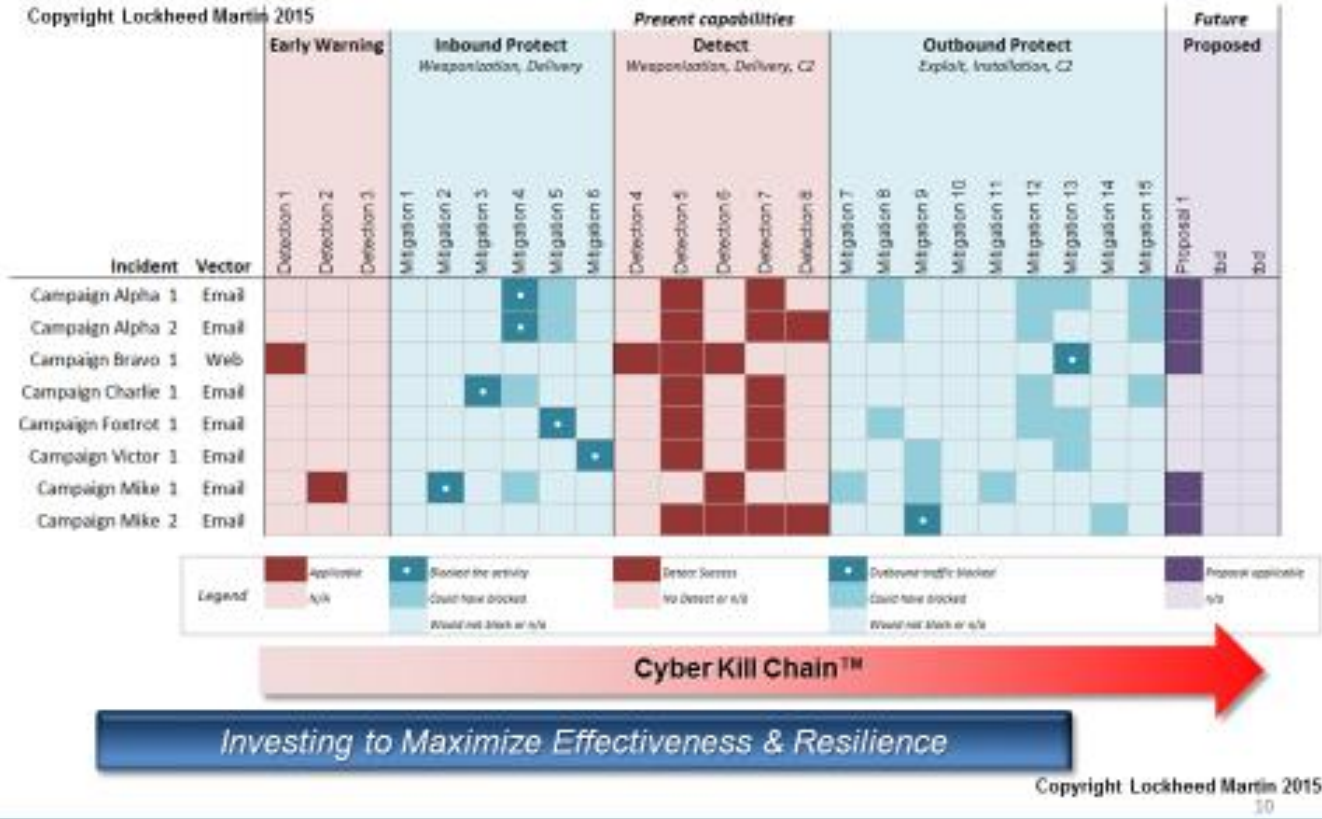 Copyright Lockheed Martin 2015
Present capabilities
Future
Early Warning
Inbound Protect
Detect
Outbound Protect
Proposed
Weaponization, Delivery
Weaponization, Delivery, C2
Exploit, Installation, C2
Detection 1
Detection 2
Detection 3
Mitigation 1
Mitigation 2
Mitigation 3
Mitigation 4
Mitigation 5
Mitigation 6
Detection 4
Detection 5
Detection 6
Detection 7
Detection 8
Mitigation 7
Mitigation 8
Mitigation 9
Mitigation 10
Mitigation 11
Mitigation 12
Mitigation 13
Mitigation 14
Mitigation 15
Proposal 1
tbd
tbd
Incident Vector
Campaign Alpha 1 Email
Campaign Alpha 2 Email
Campaign Bravo 1 Web
Campaign Charlie 1 Email
Campaign Foxtrot 1 Email
Campaign Victor 1 Email
Campaign Mike 1 Email
Campaign Mike 2 Email
Legend
Applicable
N/A
Blocked the activity
Could have blocked
Would not block or n/a
Detect Success
No Detect or n/a
Outbound traffic blocked
Could have blocked
Would not block or n/a
Proposal applicable
n/a
Cyber Kill Chain™
Investing to Maximize Effectiveness & Resilience
Copyright Lockheed Martin 2015
10